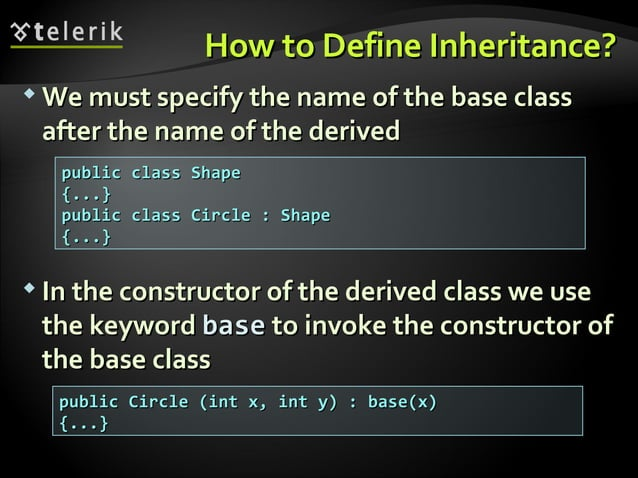 telerik
How to Define Inheritance?
We must specify the name of the base class
after the name of the derived
public class Shape
{...}
public class Circle : Shape
{...}
In the constructor of the derived class we use
the keyword base to invoke the constructor of
the base class
public Circle (int x, int y) : base(x)
{...}